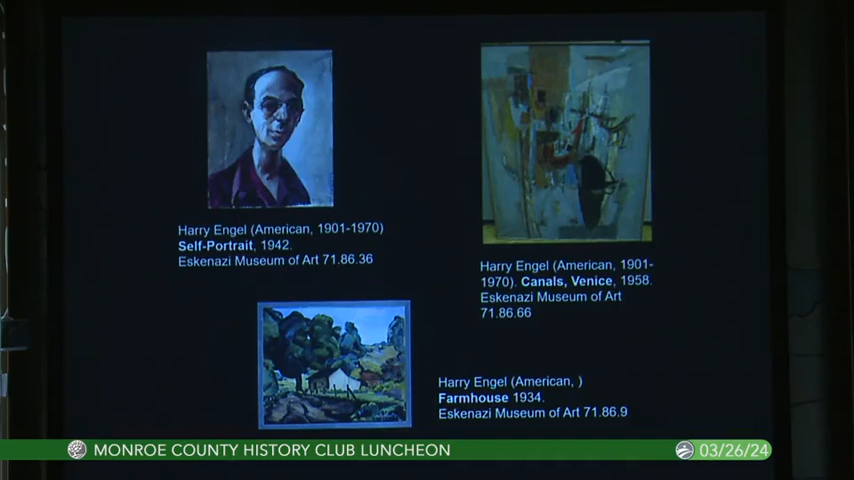 Harry Engel (American, 1901-1970)
Self-Portrait, 1942.
Eskenazi Museum of Art 71.86.36
Harry Engel (American, 1901-
1970). Canals, Venice, 1958.
Eskenazi Museum of Art
71.86.66
Harry Engel (American, )
Farmhouse 1934.
Eskenazi Museum of Art 71.86.9
MONROE COUNTY HISTORY CLUB LUNCHEON
03/26/24